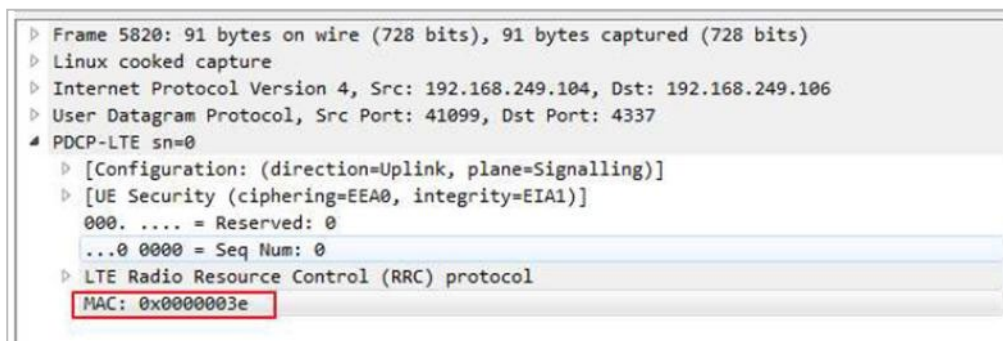 Frame 5820: 91 bytes on wire (728 bits), 91 bytes captured (728 bits)
Linux cooked capture
Internet Protocol Version 4, Src: 192.168.249.104, Dst: 192.168.249.106
User Datagram Protocol, Src Port: 41099, Dst Port: 4337
PDCP-LTE sn=0
[Configuration: (direction=Uplink, plane=Signalling)]
[UE Security (ciphering=EEA0, integrity=EIA1)]
000. .... = Reserved: 0
...0 0000 = Seq Num: 0
LTE Radio Resource Control (RRC) protocol
MAC: 0x0000003e